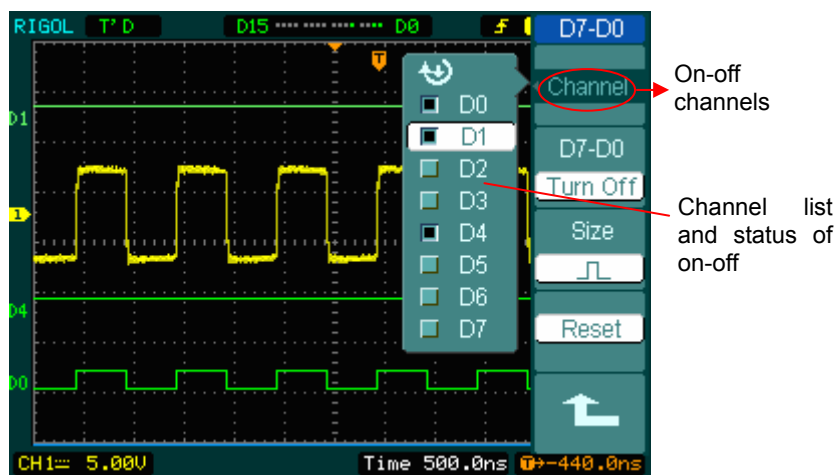 RIGOL T'D D15 D0 D7-D0
Channel
On-off
channels
D0
D1
D1
D7-D0
D2
Turn Off
D3
Channel list
and status of
on-off
1
Size
D4
D5
D6
D4
D7
Reset
D0
CH1 5.00V Time 500.0ns T→-440.0ns